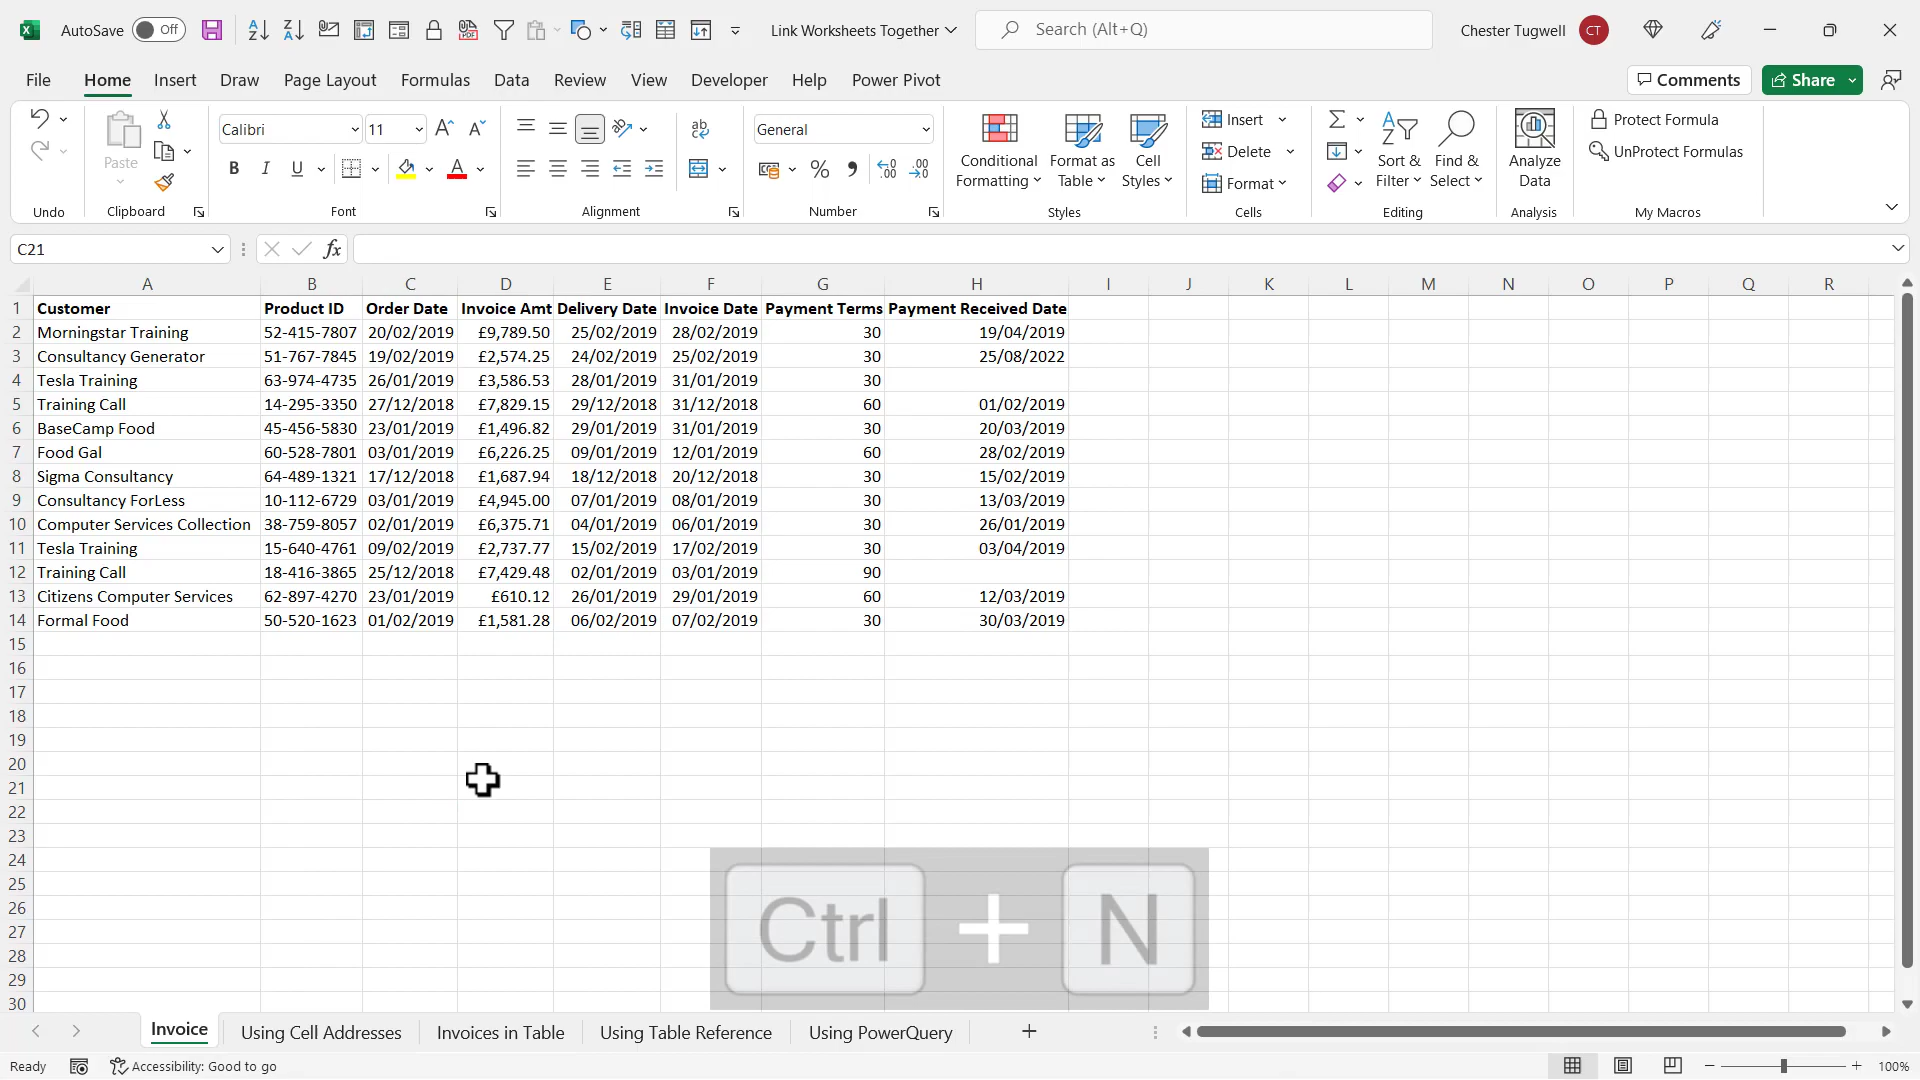 AutoSave Off Link Worksheets Together Search (Alt+Q) Chester Tugwell CT
File Home Insert Draw Page Layout Formulas Data Review View Developer Help Power Pivot Comments Share
Paste
Clipboard
Undo
Calibri 11
B I U
Font
ab
Alignment
General
% .00
Number
Conditional Formatting
Format as Table
Cell Styles
Styles
Insert
Delete
Format
Cells
Sort & Filter
Find & Select
Editing
Analyze Data
Analysis
Protect Formula
UnProtect Formulas
My Macros
C21 fx
A B C D E F G H I J K L M N O P Q R
1 Customer Product ID Order Date Invoice Amt Delivery Date Invoice Date Payment Terms Payment Received Date
2 Morningstar Training 52-415-7807 20/02/2019 £9,789.50 25/02/2019 28/02/2019 30 19/04/2019
3 Consultancy Generator 51-767-7845 19/02/2019 £2,574.25 24/02/2019 25/02/2019 30 25/08/2022
4 Tesla Training 63-974-4735 26/01/2019 £3,586.53 28/01/2019 31/01/2019 30
5 Training Call 14-295-3350 27/12/2018 £7,829.15 29/12/2018 31/12/2018 60 01/02/2019
6 BaseCamp Food 45-456-5830 23/01/2019 £1,496.82 29/01/2019 31/01/2019 30 20/03/2019
7 Food Gal 60-528-7801 03/01/2019 £6,226.25 09/01/2019 12/01/2019 60 28/02/2019
8 Sigma Consultancy 64-489-1321 17/12/2018 £1,687.94 18/12/2018 20/12/2018 30 15/02/2019
9 Consultancy ForLess 10-112-6729 03/01/2019 £4,945.00 07/01/2019 08/01/2019 30 13/03/2019
10 Computer Services Collection 38-759-8057 02/01/2019 £6,375.71 04/01/2019 06/01/2019 30 26/01/2019
11 Tesla Training 15-640-4761 09/02/2019 £2,737.77 15/02/2019 17/02/2019 30 03/04/2019
12 Training Call 18-416-3865 25/12/2018 £7,429.48 02/01/2019 03/01/2019 90
13 Citizens Computer Services 62-897-4270 23/01/2019 £610.12 26/01/2019 29/01/2019 60 12/03/2019
14 Formal Food 50-520-1623 01/02/2019 £1,581.28 06/02/2019 07/02/2019 30 30/03/2019
15
16
17
18
19
20
21
22
23
24
25
26
27
28
29
30
Ctrl + N
Invoice Using Cell Addresses Invoices in Table Using Table Reference Using PowerQuery
Ready Accessibility: Good to go 100%